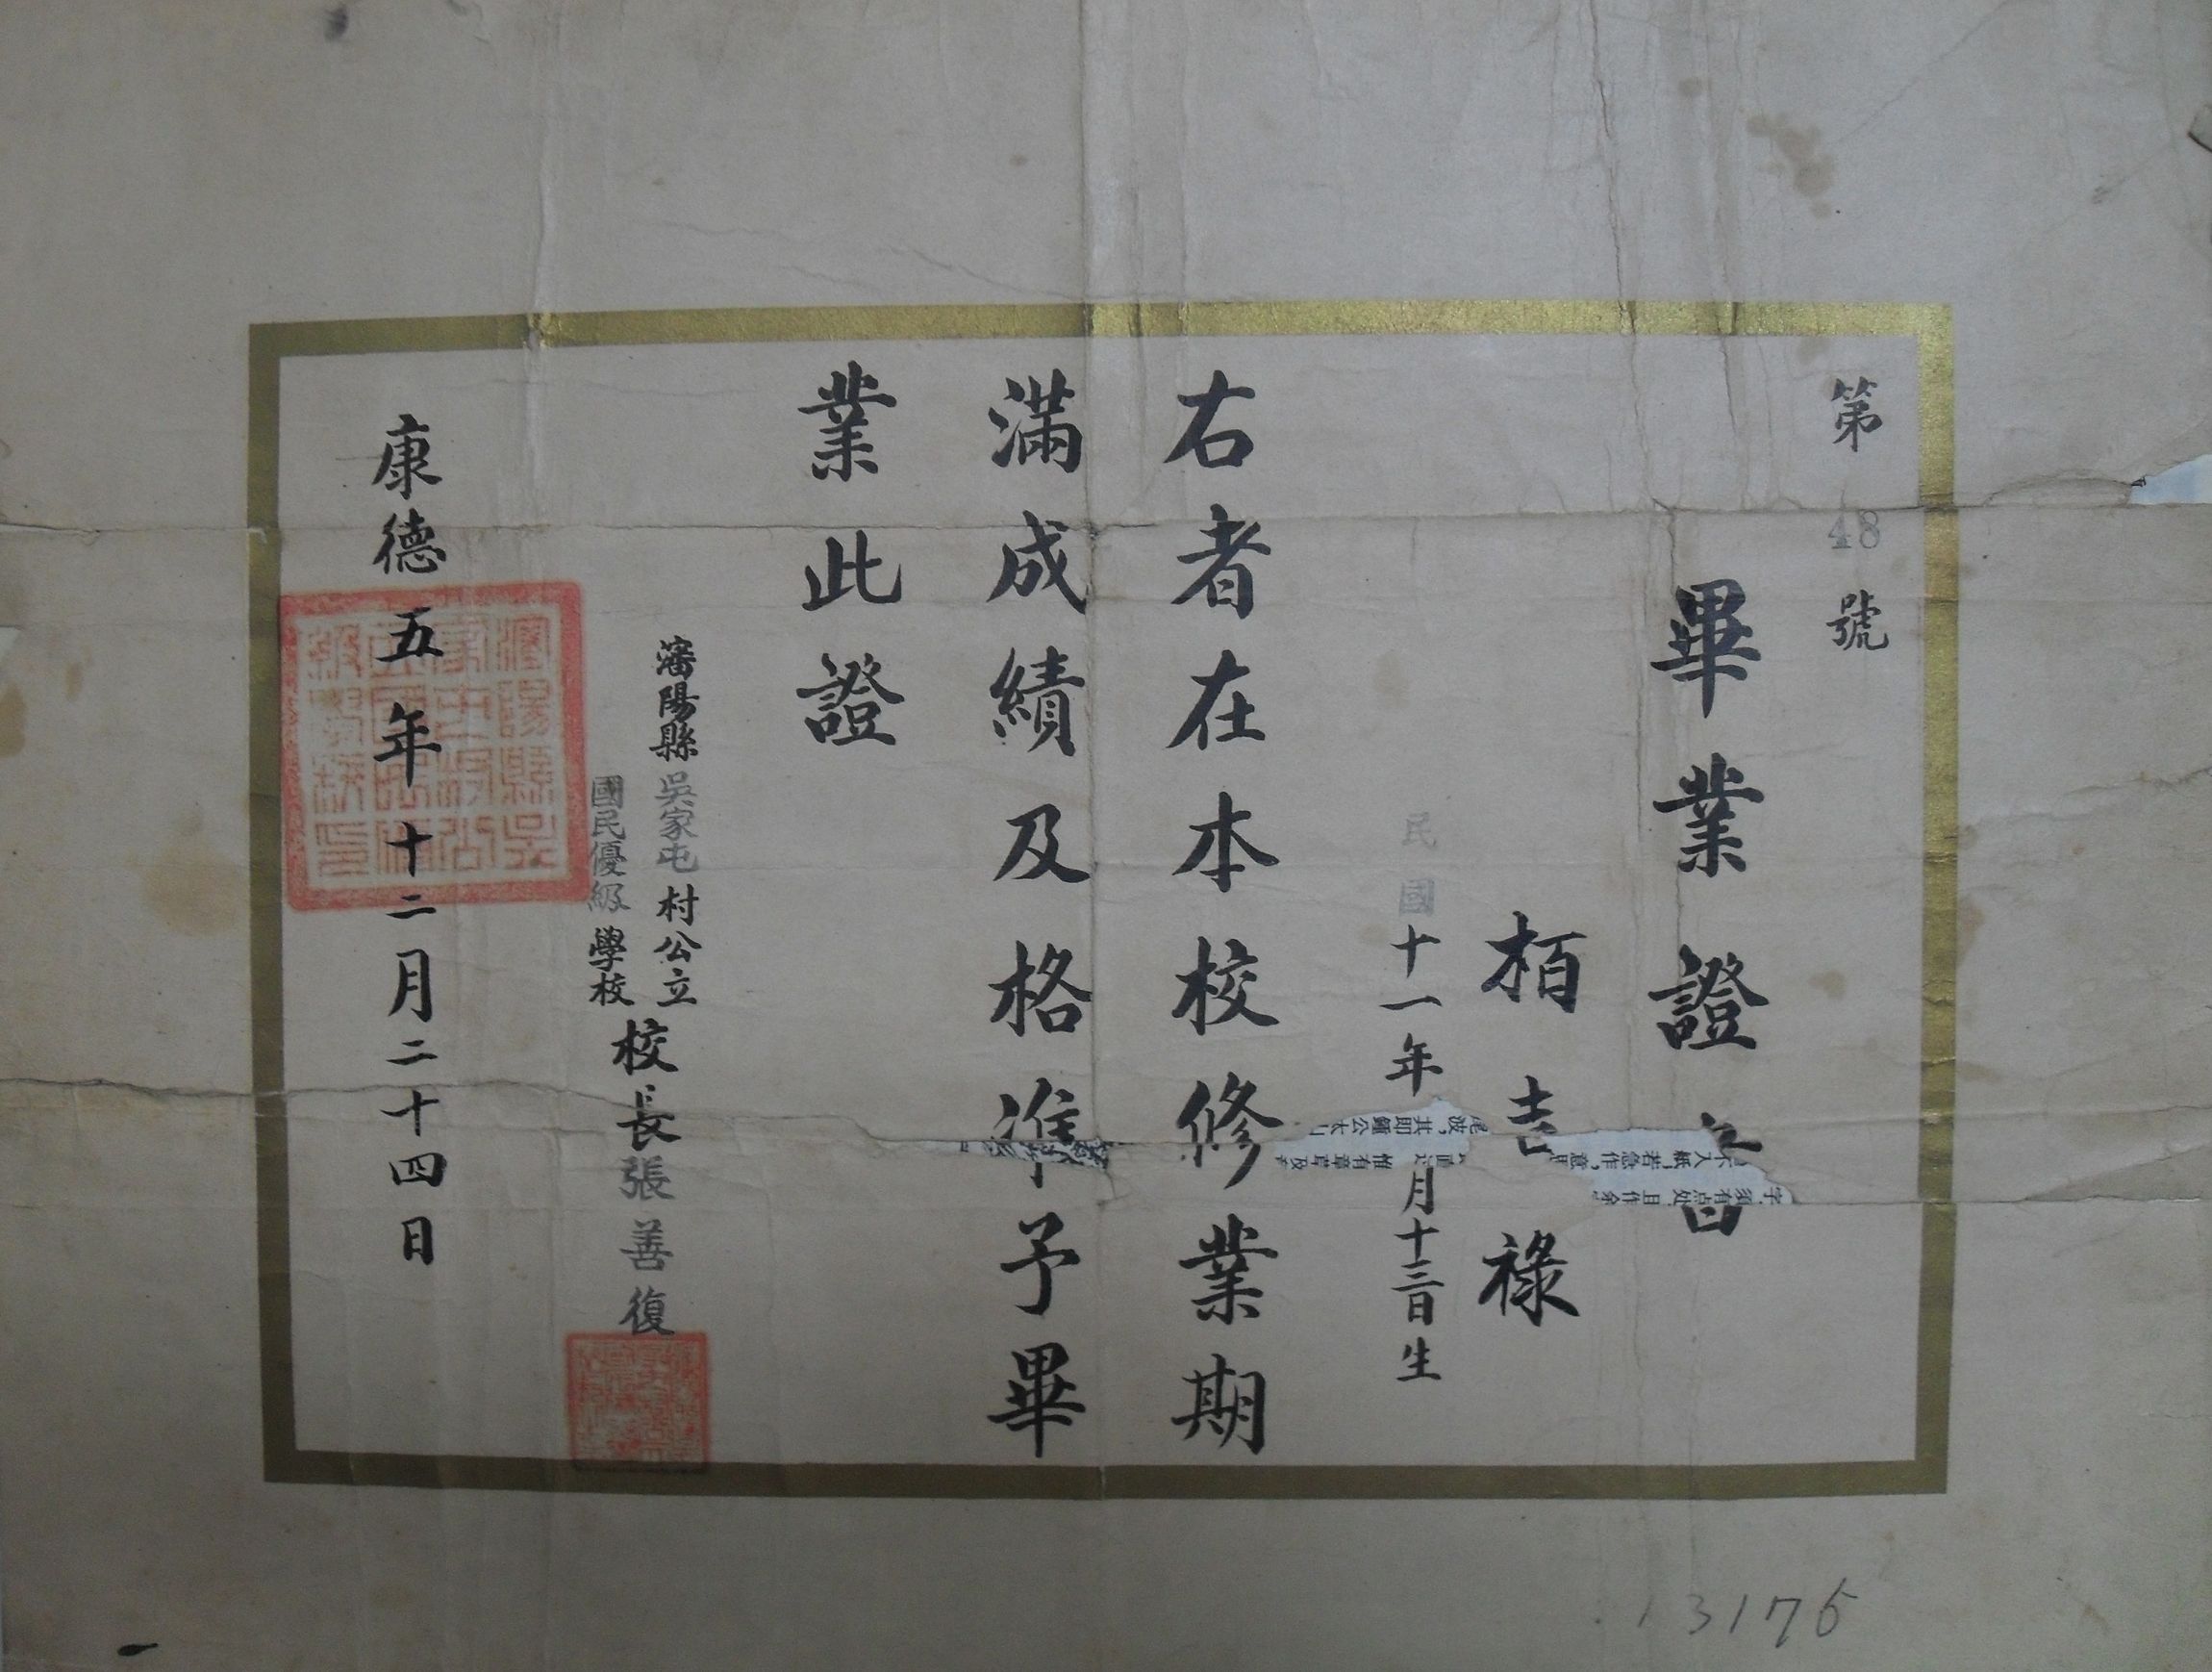 第48號
畢業證書
栢吉祿
民國十一年 月十三日生
右者在本校修業期
滿成績及格准予畢
業此證
瀋陽縣吳家屯村公立
國民優級學校
校長張善復
康德五年十二月二十四日
13176